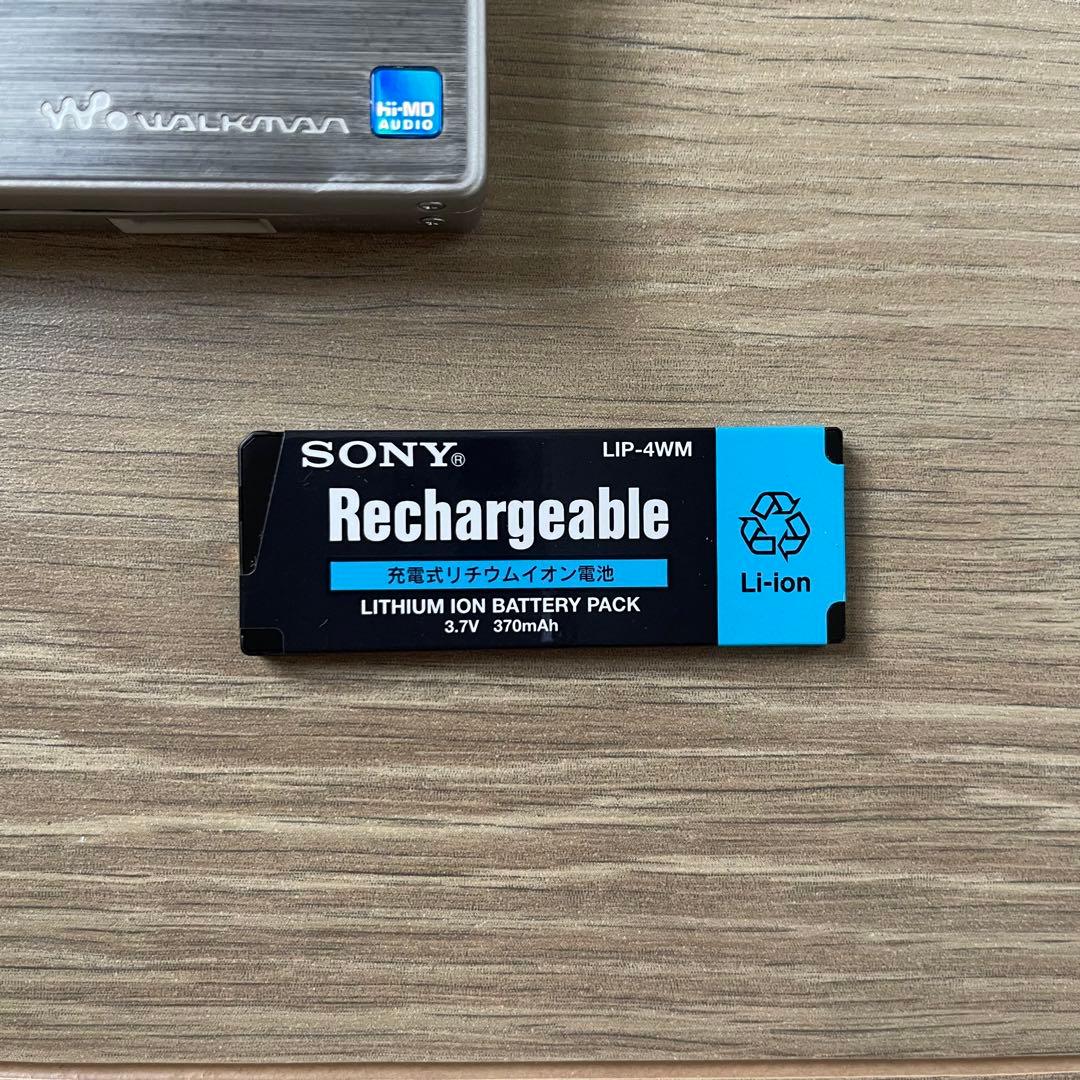 WALKMAN
Hi-MD
AUDIO
SONY®
LIP-4WM
Rechargeable
充電式リチウムイオン電池
LITHIUM ION BATTERY PACK
3.7V 370mAh
Li-ion